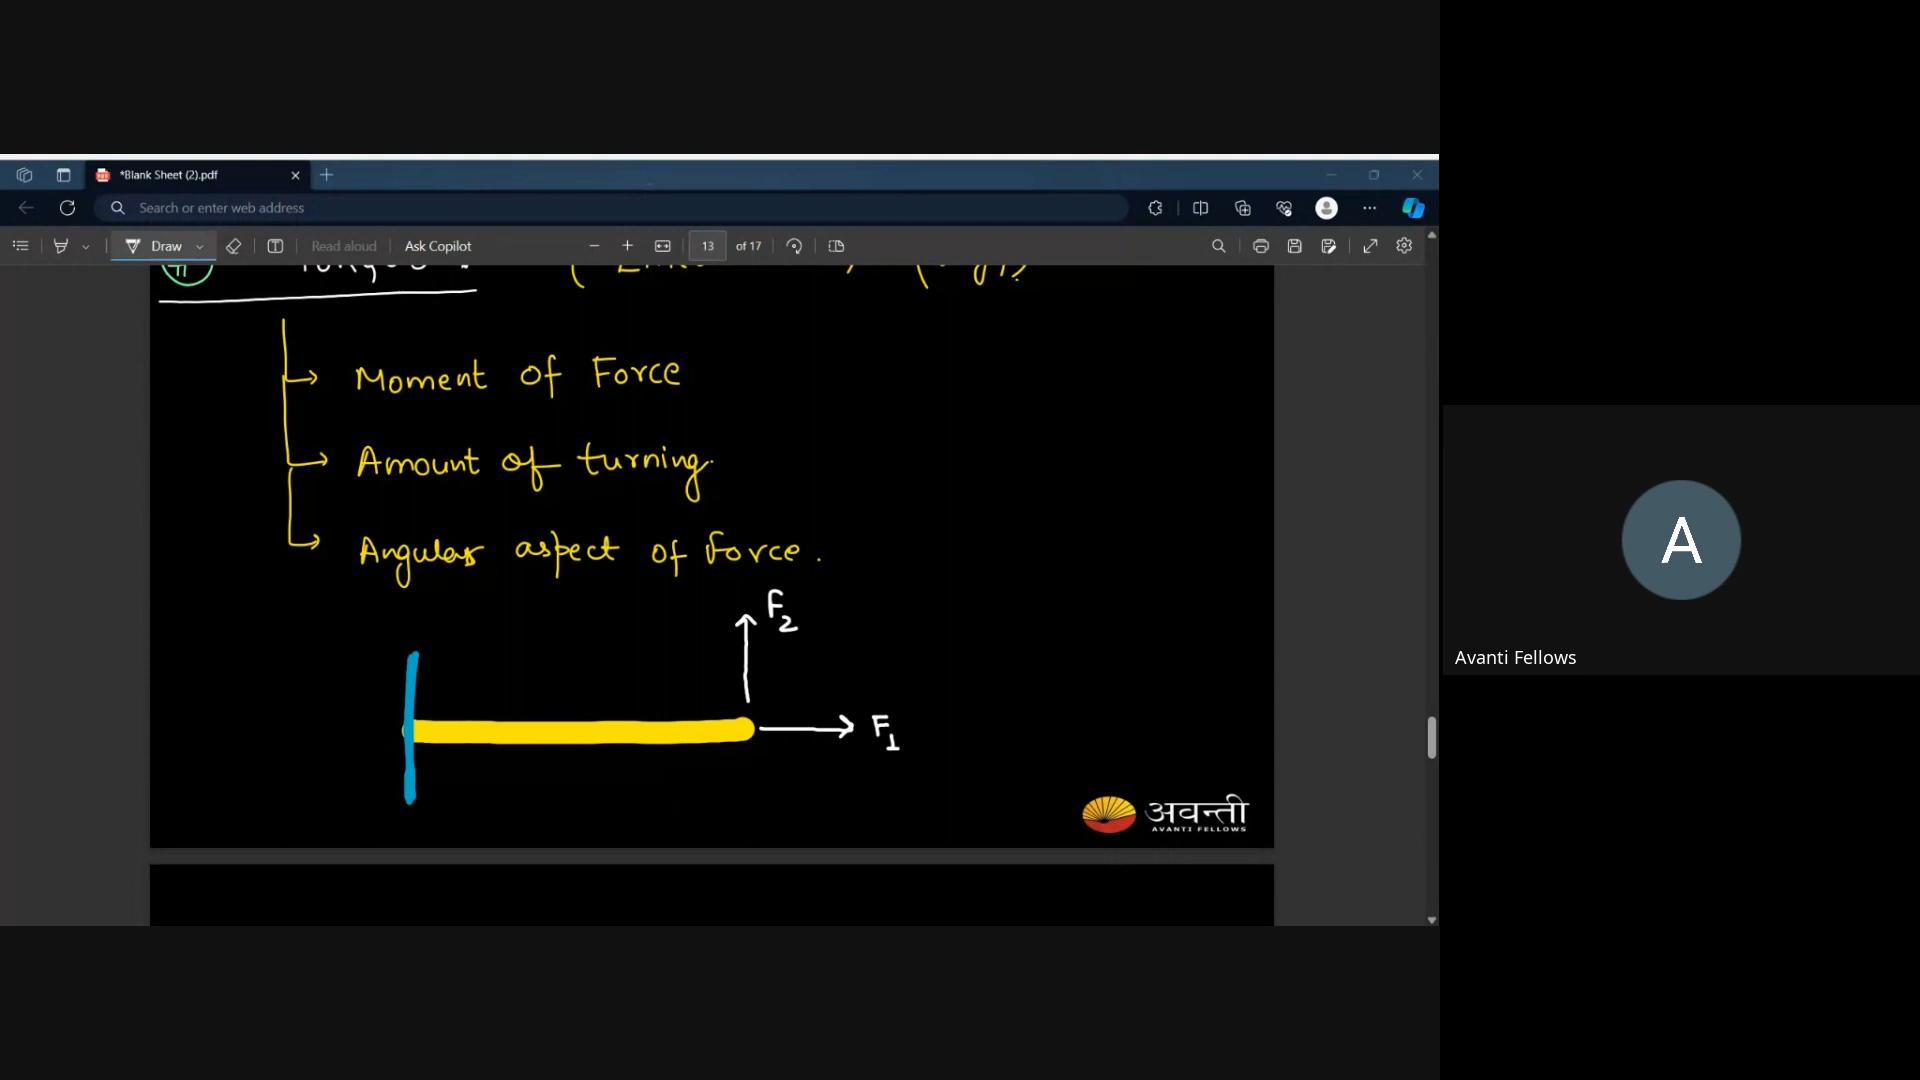 *Blank Sheet (2).pdf
Search or enter web address
Draw
Read aloud
Ask Copilot
13 of 17
Torque :
Moment of Force
Amount of turning.
Angular aspect of Force.
F2
F1
अवन्ती
AVANTI FELLOWS
A
Avanti Fellows